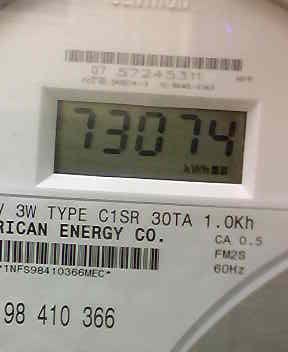 07 57245311
73074
kWh
V 3W TYPE C1SR 30TA 1.0Kh
RICAN ENERGY CO.
CA 0.5
FM2S
60Hz
*1NFS98410366MEC*
98 410 366